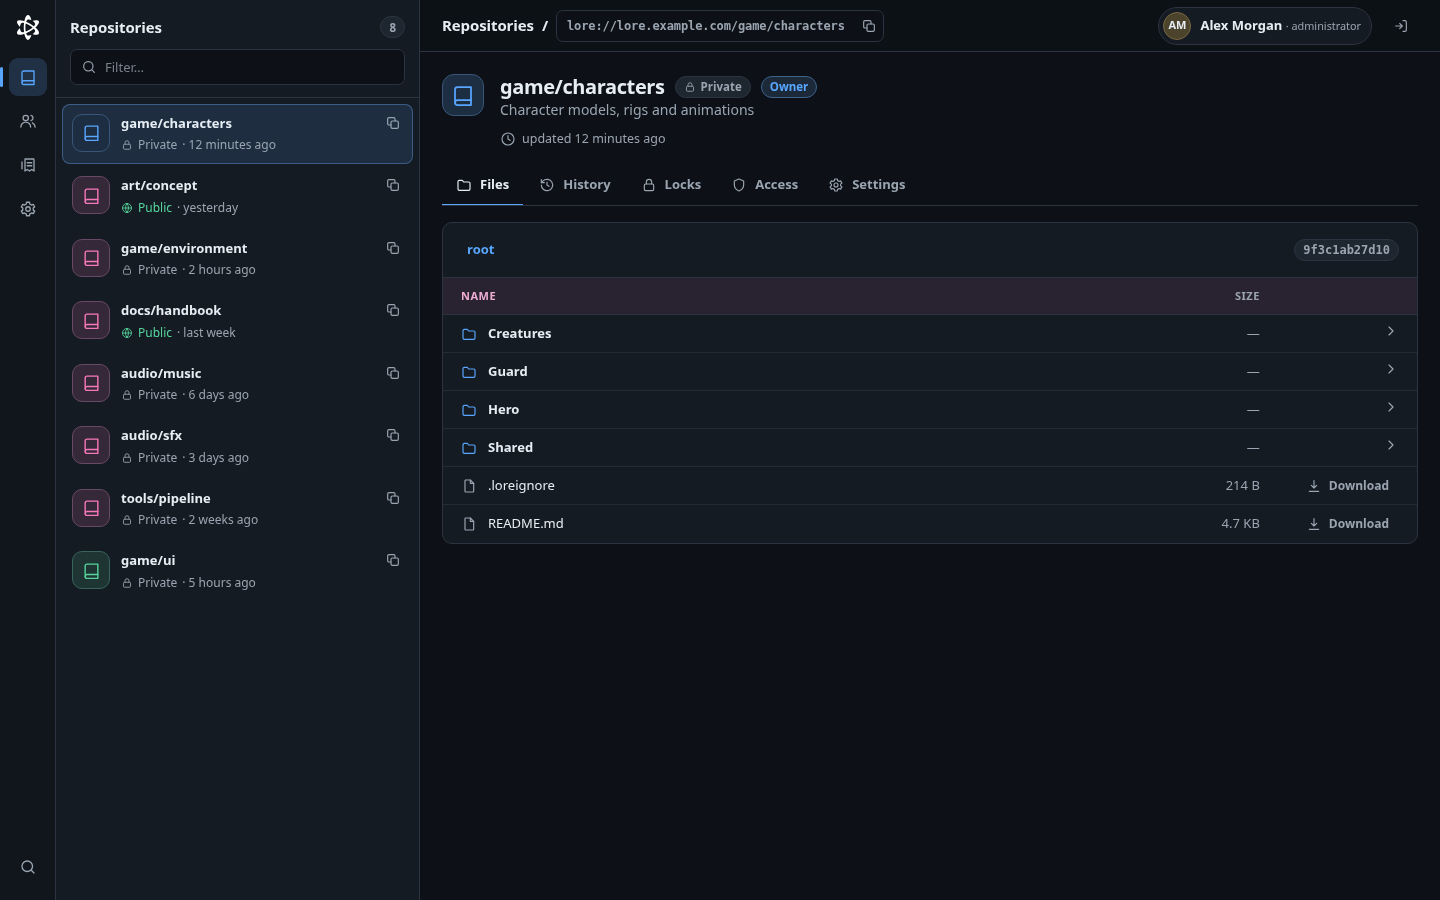 Repositories
8
Filter...
game/characters
Private · 12 minutes ago
art/concept
Public · yesterday
game/environment
Private · 2 hours ago
docs/handbook
Public · last week
audio/music
Private · 6 days ago
audio/sfx
Private · 3 days ago
tools/pipeline
Private · 2 weeks ago
game/ui
Private · 5 hours ago
Repositories / lore://lore.example.com/game/characters
AM Alex Morgan · administrator
game/characters Private Owner
Character models, rigs and animations
updated 12 minutes ago
Files History Locks Access Settings
root 9f3c1ab27d10
NAME SIZE
Creatures —
Guard —
Hero —
Shared —
.loreignore 214 B Download
README.md 4.7 KB Download